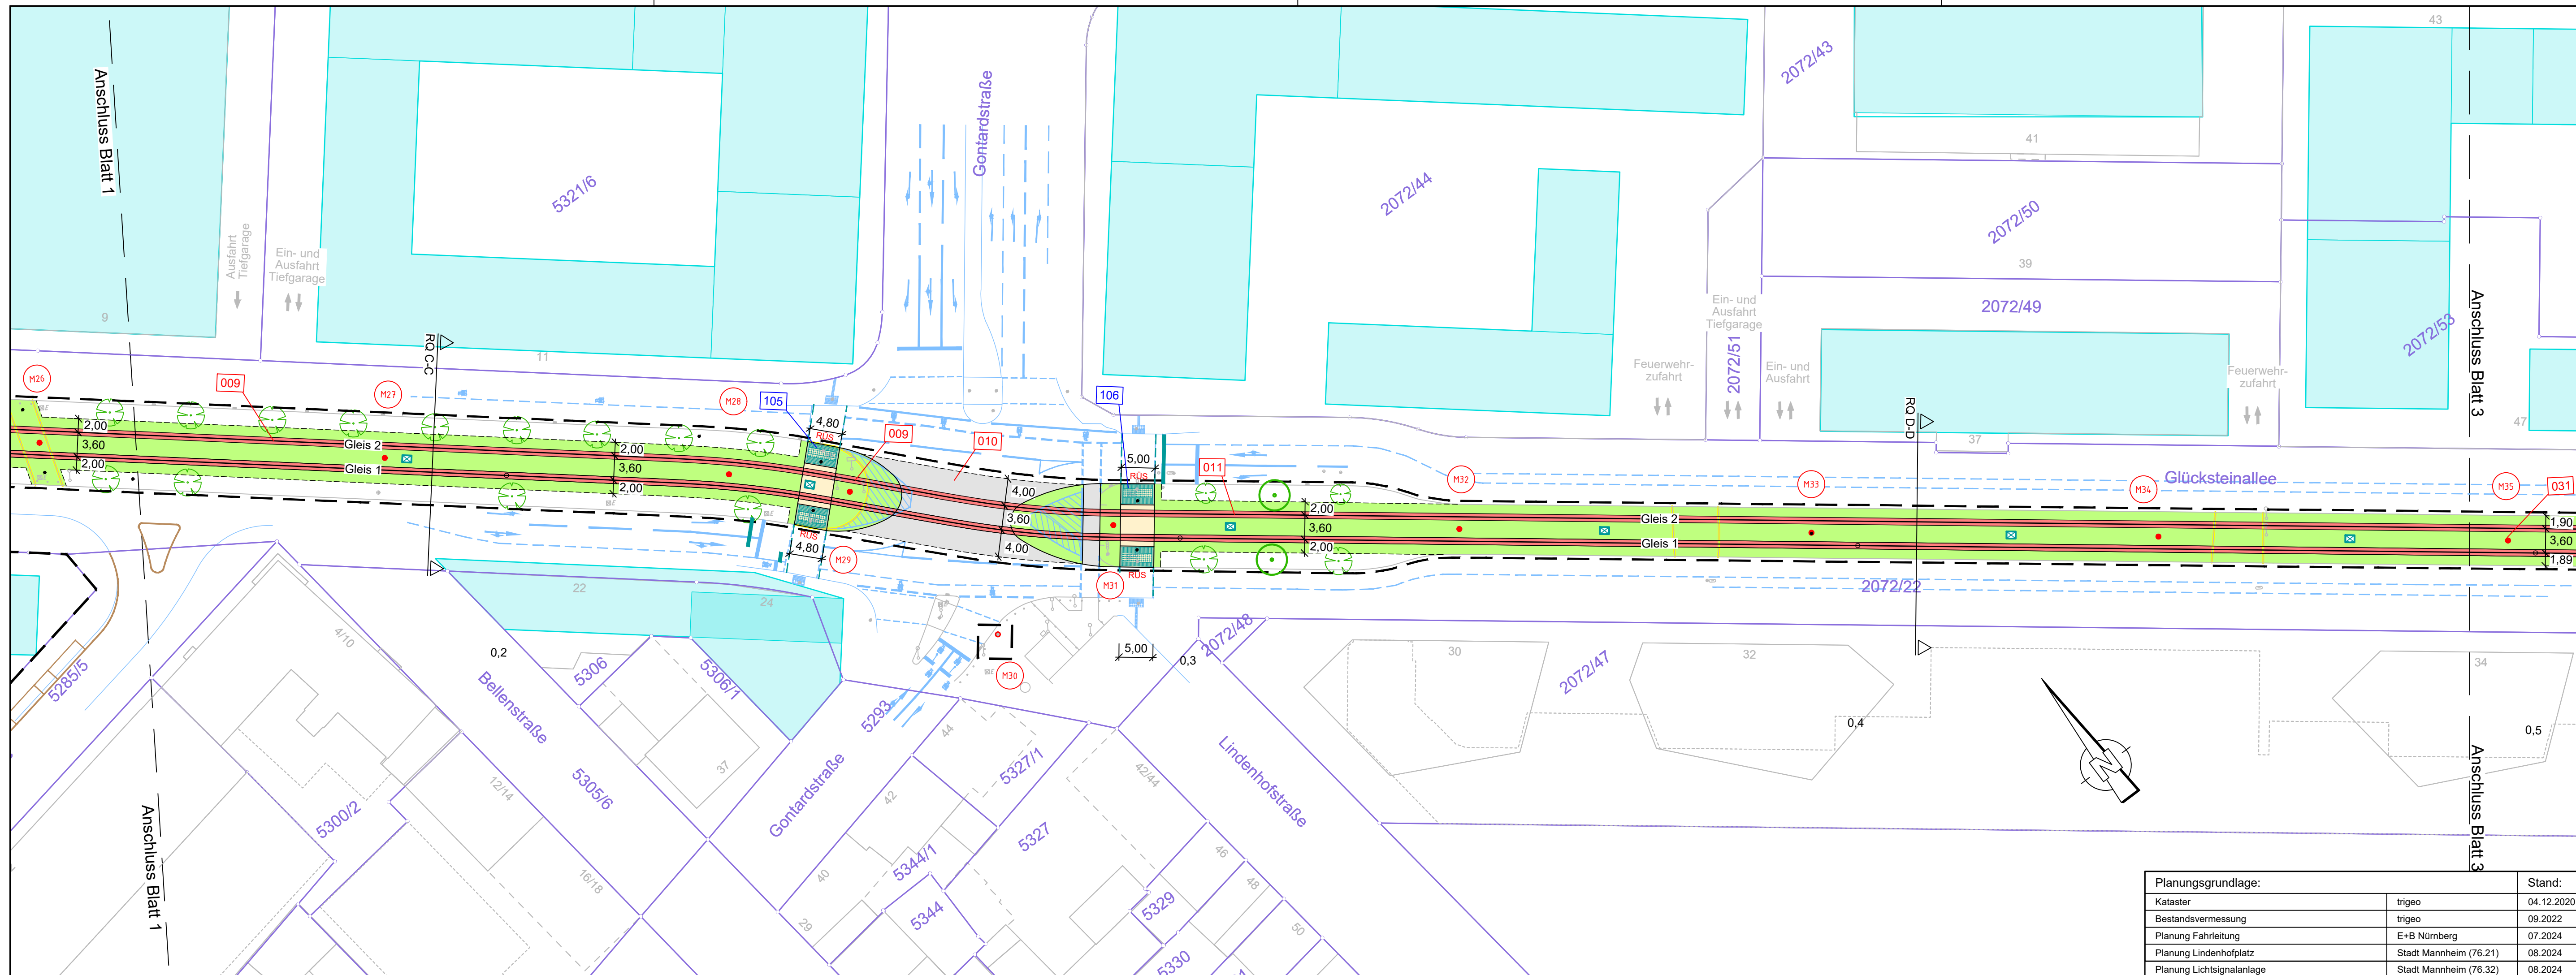 Anschluss Blatt 1
9
Ausfahrt
Tiefgarage
Ein- und
Ausfahrt
Tiefgarage
5321/6
11
Gontardstraße
2072/44
2072/43
41
2072/50
39
2072/49
43
2072/53
47
Anschluss Blatt 3
Feuerwehr-
zufahrt
Ein- und
Ausfahrt
Tiefgarage
2072/51
Ein- und
Ausfahrt
37
Feuerwehr-
zufahrt
RQ C-C
RQ D-D
M26
009
M27
M28
105
4,80
RÜS
009
010
106
5,00
RÜS
011
M32
M33
Glücksteinallee
M34
M35
031
2,00
3,60
2,00
Gleis 2
Gleis 1
2,00
3,60
2,00
4,00
3,60
4,00
2,00
3,60
2,00
Gleis 2
Gleis 1
1,90
3,60
1,89
RÜS
4,80
M29
RÜS
M31
M30
5,00
0,3
2072/48
2072/22
22
24
4/10
0,2
5285/5
Bellenstraße
5306
5306/1
37
5293
44
5327/1
42/44
Lindenhofstraße
30
2072/47
32
0,4
N
34
0,5
Anschluss Blatt 3
12/14
5305/6
Gontardstraße
42
5300/2
5327
40
5344/1
46
16/18
48
29
5344
5329
50
5330
Anschluss Blatt 1
Planungsgrundlage: Stand:
Kataster trigeo 04.12.2020
Bestandsvermessung trigeo 09.2022
Planung Fahrleitung E+B Nürnberg 07.2024
Planung Lindenhofplatz Stadt Mannheim (76.21) 08.2024
Planung Lichtsignalanlage Stadt Mannheim (76.32) 08.2024